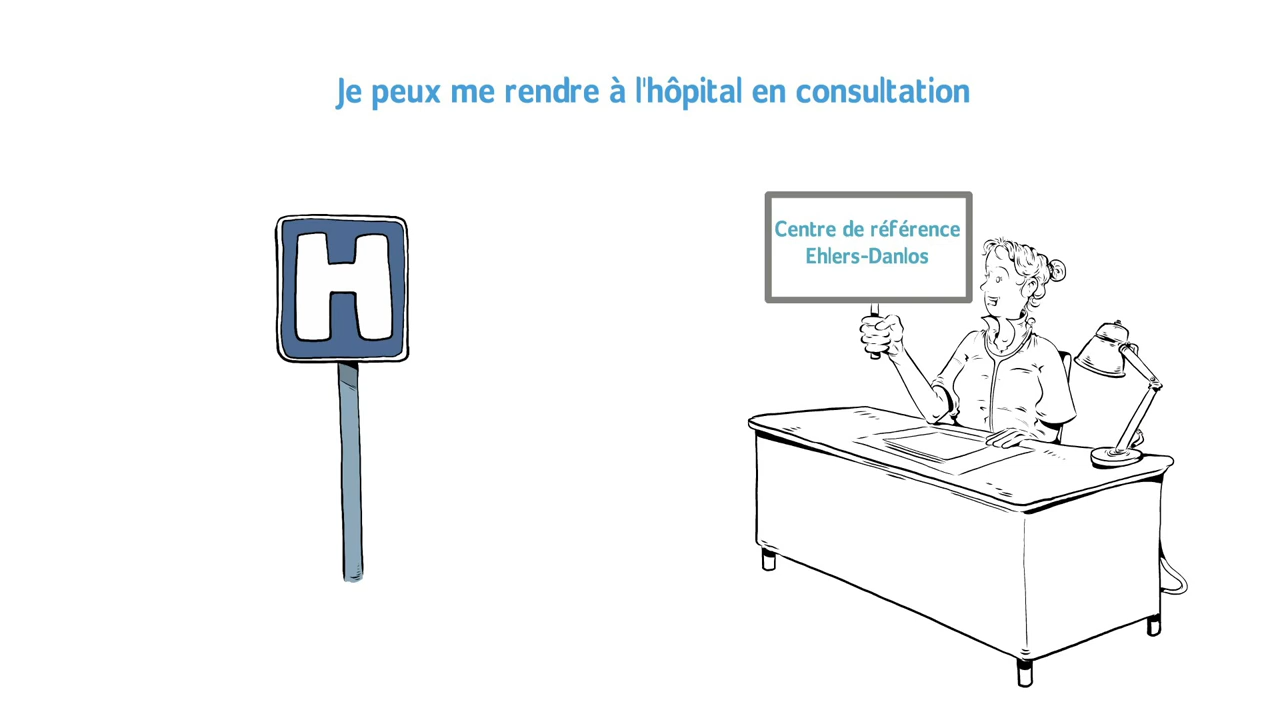 Je peux me rendre à l'hôpital en consultation
H
Centre de référence
Ehlers-Danlos